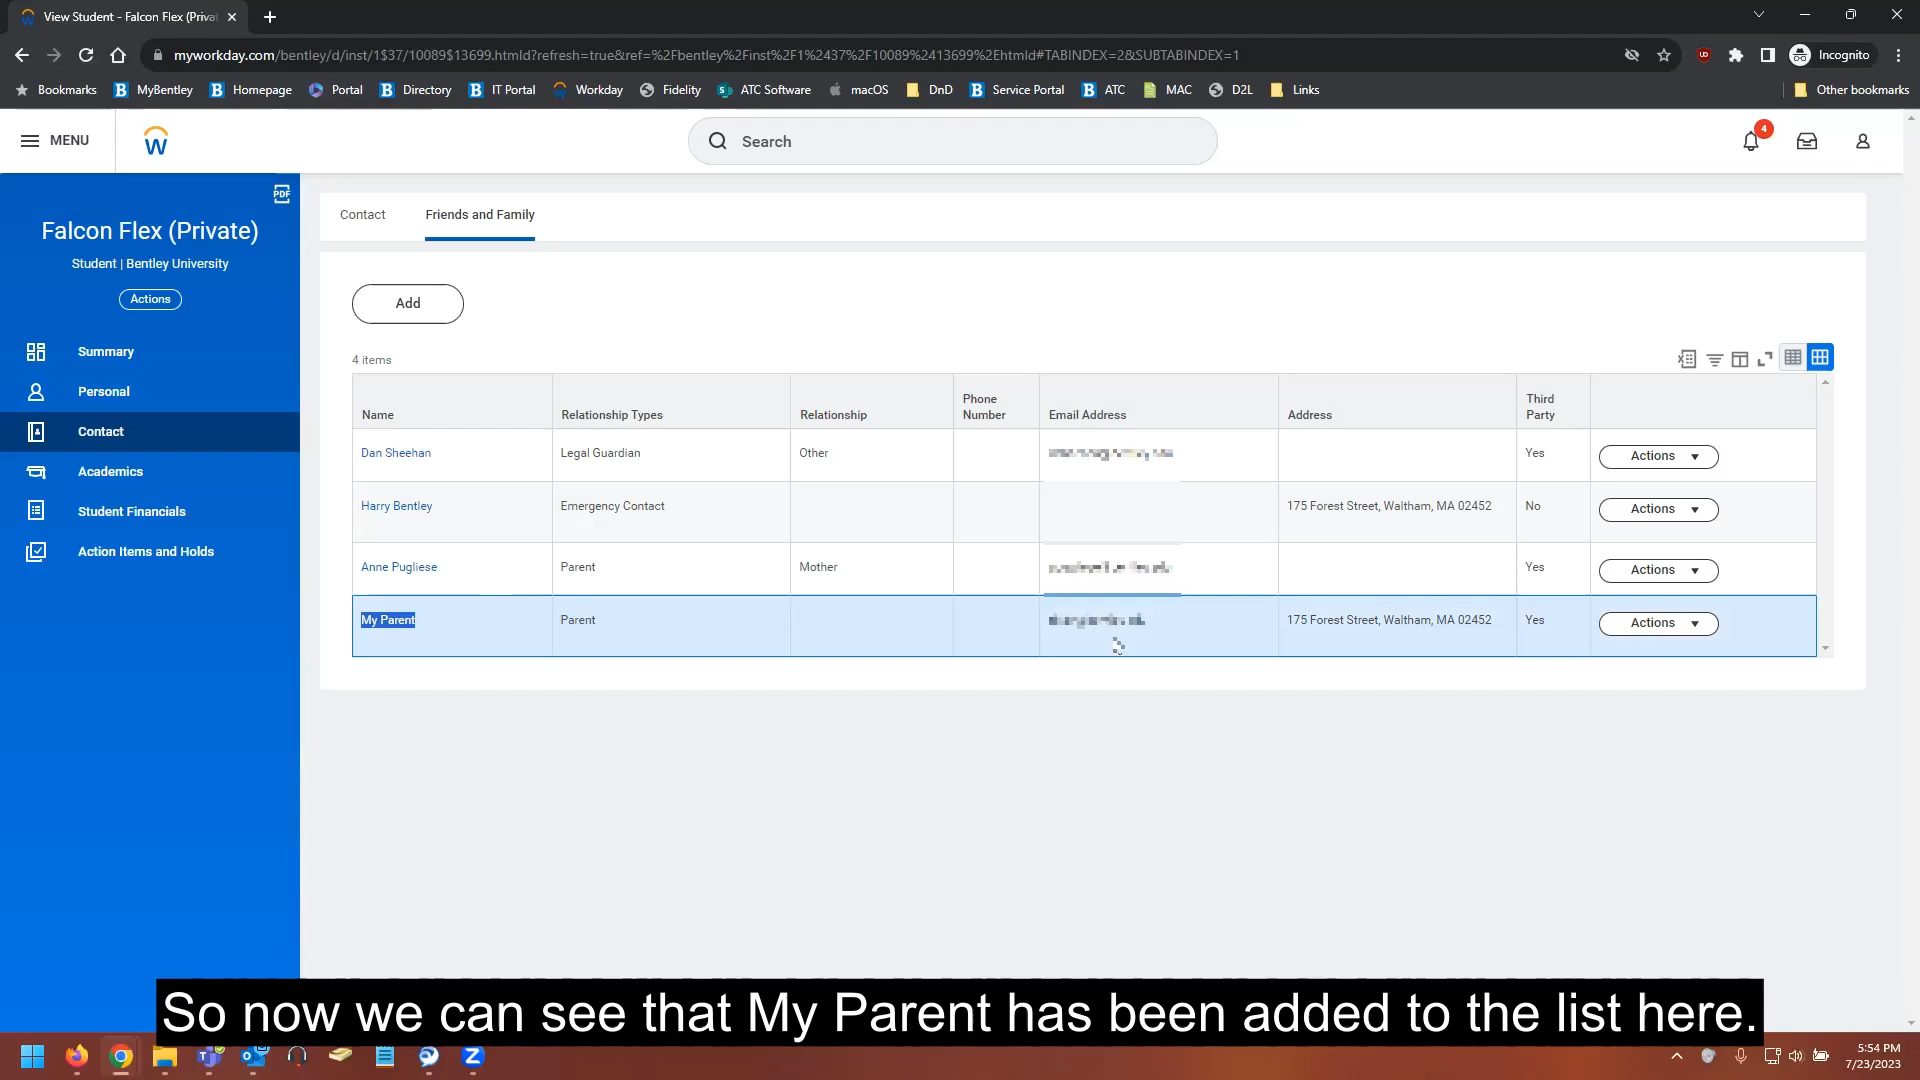 View Student - Falcon Flex (Priva
myworkday.com/bentley/d/inst/1$37/10089$13699.htmld?refresh=true&ref=%2Fbentley%2Finst%2F1%2437%2F10089%2413699%2Ehtmld#TABINDEX=2&SUBTABINDEX=1
Incognito
Bookmarks MyBentley Homepage Portal Directory IT Portal Workday Fidelity ATC Software macOS DnD Service Portal ATC MAC D2L Links Other bookmarks
MENU
Search
4
PDF
Falcon Flex (Private)
Student | Bentley University
Actions
Summary
Personal
Contact
Academics
Student Financials
Action Items and Holds
Contact Friends and Family
Add
4 items
Name Relationship Types Relationship Phone Number Email Address Address Third Party
Dan Sheehan Legal Guardian Other Yes Actions
Harry Bentley Emergency Contact 175 Forest Street, Waltham, MA 02452 No Actions
Anne Pugliese Parent Mother Yes Actions
My Parent Parent 175 Forest Street, Waltham, MA 02452 Yes Actions
So now we can see that My Parent has been added to the list here.
5:54 PM
7/23/2023